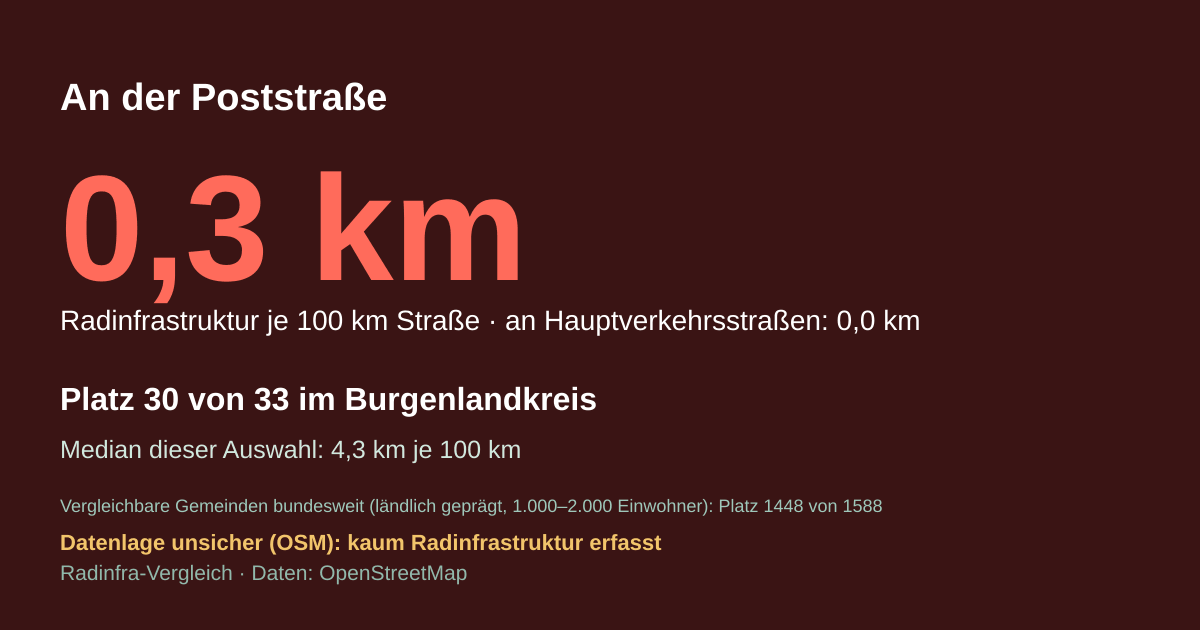 An der Poststraße
0,3 km
Radinfrastruktur je 100 km Straße · an Hauptverkehrsstraßen: 0,0 km
Platz 30 von 33 im Burgenlandkreis
Median dieser Auswahl: 4,3 km je 100 km
Vergleichbare Gemeinden bundesweit (ländlich geprägt, 1.000–2.000 Einwohner): Platz 1448 von 1588
Datenlage unsicher (OSM): kaum Radinfrastruktur erfasst
Radinfra-Vergleich · Daten: OpenStreetMap